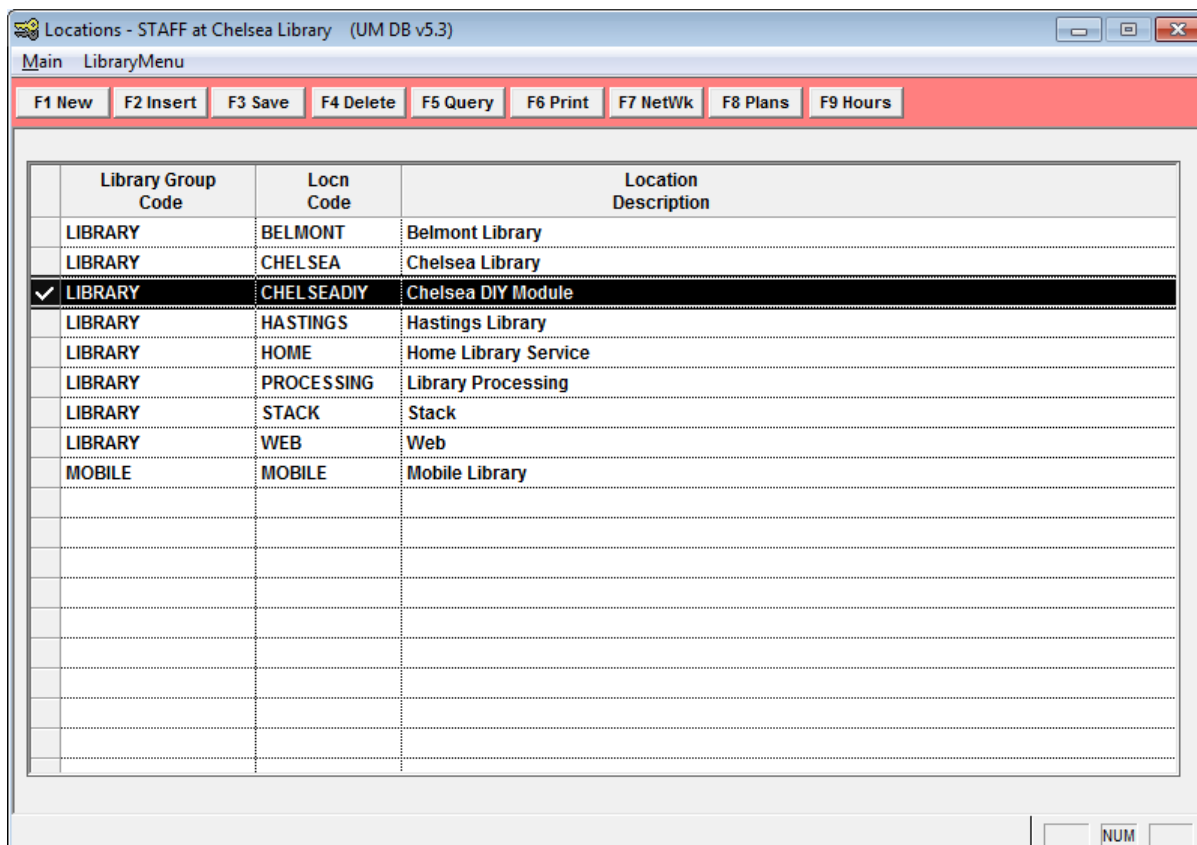 Locations - STAFF at Chelsea Library (UM DB v5.3)
Main LibraryMenu
F1 New F2 Insert F3 Save F4 Delete F5 Query F6 Print F7 NetWk F8 Plans F9 Hours
Library Group Code Locn Code Location Description
LIBRARY BELMONT Belmont Library
LIBRARY CHELSEA Chelsea Library
LIBRARY CHELSEADIY Chelsea DIY Module
LIBRARY HASTINGS Hastings Library
LIBRARY HOME Home Library Service
LIBRARY PROCESSING Library Processing
LIBRARY STACK Stack
LIBRARY WEB Web
MOBILE MOBILE Mobile Library
NUM